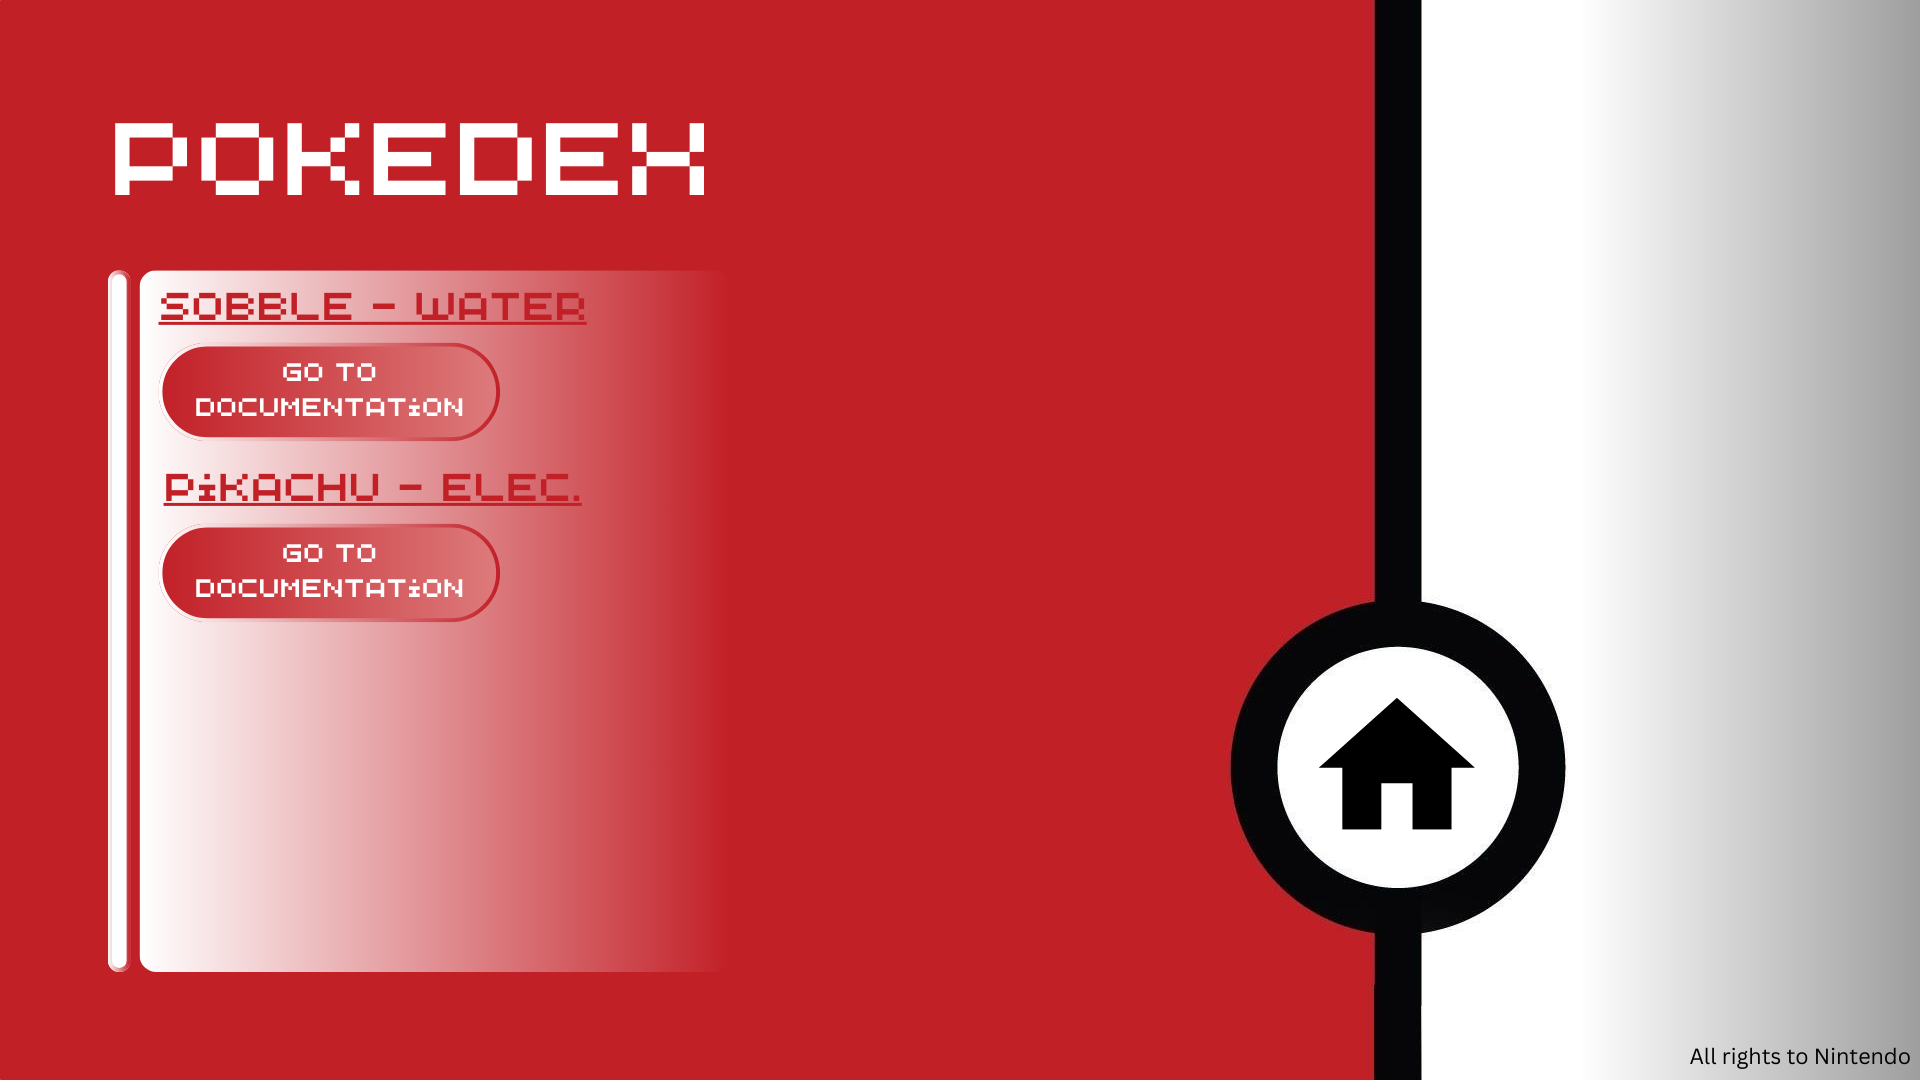 POKEDEX
SOBBLE - WATER
GO TO
DOCUMENTATiON
PiKACHU - ELEC.
GO TO
DOCUMENTATiON
All rights to Nintendo